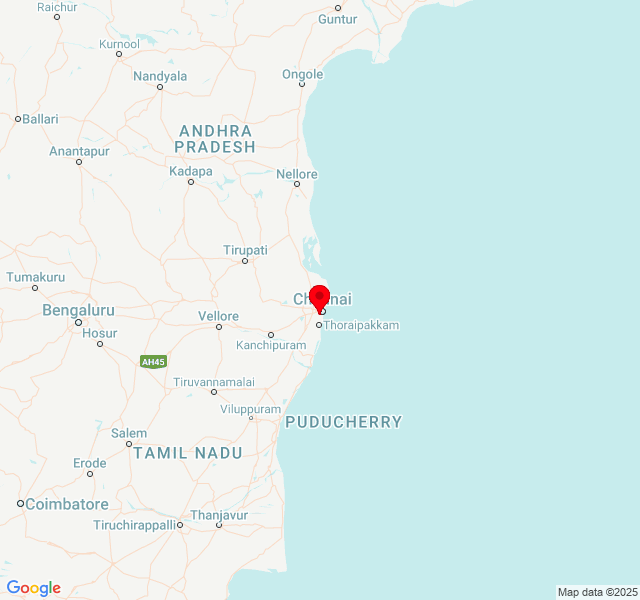 Raichur
Guntur
Kurnool
Nandyala
Ongole
Ballari
ANDHRA
PRADESH
Anantapur
Kadapa
Nellore
Tirupati
Tumakuru
Chennai
Bengaluru
Vellore
Thoraipakkam
Hosur
Kanchipuram
AH45
Tiruvannamalai
Viluppuram
PUDUCHERRY
Salem
TAMIL NADU
Erode
Coimbatore
Thanjavur
Tiruchirappalli
Google
Map data ©2025